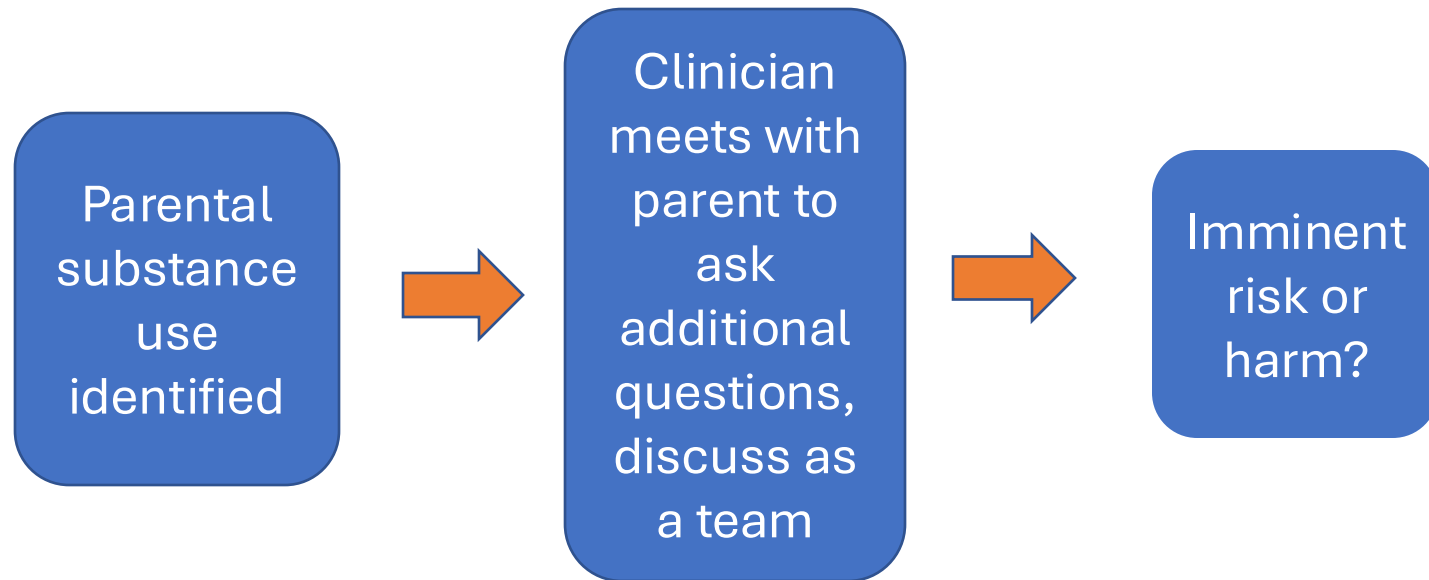 Parental
substance
use
identified
Clinician
meets with
parent to
ask
additional
questions,
discuss as
a team
Imminent
risk or
harm?